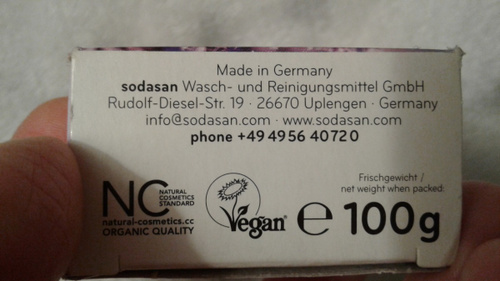 Made in Germany
sodasan Wasch- und Reinigungsmittel GmbH
Rudolf-Diesel-Str. 19 · 26670 Uplengen · Germany
info@sodasan.com · www.sodasan.com
phone +49 4956 40720
NC NATURAL
COSMETICS
STANDARD
natural-cosmetics.cc
ORGANIC QUALITY
Vegan
Frischgewicht /
net weight when packed:
℮ 100g